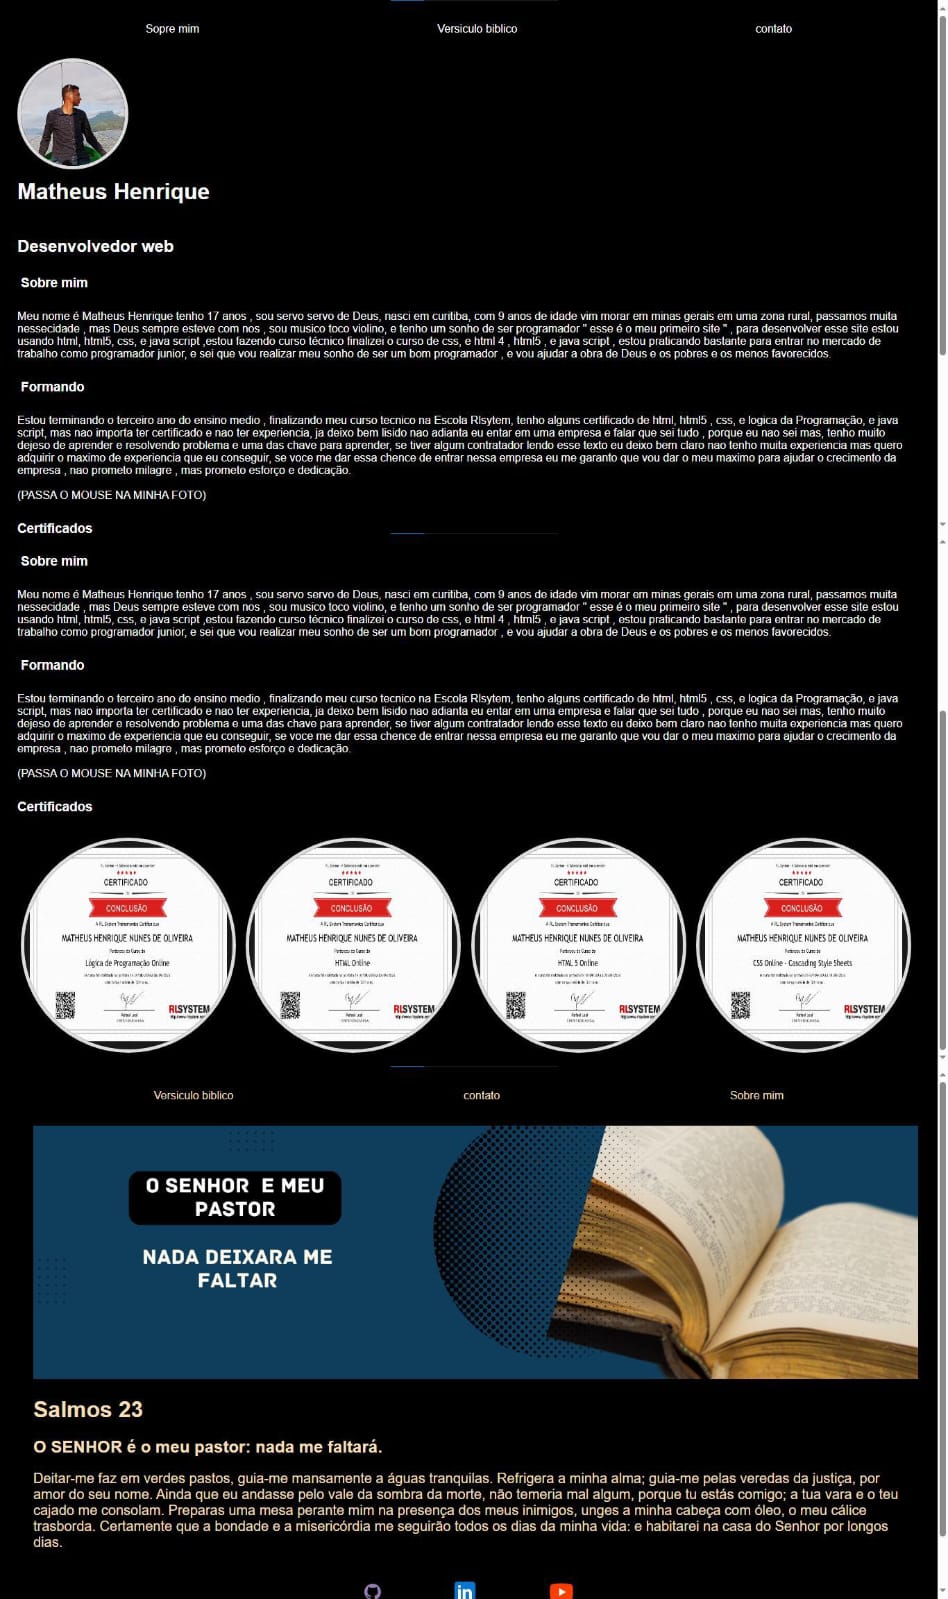 Sopre mim Versiculo biblico contato
Matheus Henrique
Desenvolvedor web
Sobre mim
Meu nome é Matheus Henrique tenho 17 anos , sou servo servo de Deus, nasci em curitiba, com 9 anos de idade vim morar em minas gerais em uma zona rural, passamos muita
nessecidade , mas Deus sempre esteve com nos , sou musico toco violino, e tenho um sonho de ser programador " esse é o meu primeiro site " , para desenvolver esse site estou
usando html, html5, css, e java script ,estou fazendo curso técnico finalizei o curso de css, e html 4 , html5 , e java script , estou praticando bastante para entrar no mercado de
trabalho como programador junior, e sei que vou realizar meu sonho de ser um bom programador , e vou ajudar a obra de Deus e os pobres e os menos favorecidos.
Formando
Estou terminando o terceiro ano do ensino medio , finalizando meu curso tecnico na Escola Rlsytem, tenho alguns certificado de html, html5 , css, e logica da Programação, e java
script, mas nao importa ter certificado e nao ter experiencia, ja deixo bem lisido nao adianta eu entar em uma empresa e falar que sei tudo , porque eu nao sei mas, tenho muito
dejeso de aprender e resolvendo problema e uma das chave para aprender, se tiver algum contratador lendo esse texto eu deixo bem claro nao tenho muita experiencia mas quero
adquirir o maximo de experiencia que eu conseguir, se voce me dar essa chence de entrar nessa empresa eu me garanto que vou dar o meu maximo para ajudar o crecimento da
empresa , nao prometo milagre , mas prometo esforço e dedicação.
(PASSA O MOUSE NA MINHA FOTO)
Certificados
Sobre mim
Meu nome é Matheus Henrique tenho 17 anos , sou servo servo de Deus, nasci em curitiba, com 9 anos de idade vim morar em minas gerais em uma zona rural, passamos muita
nessecidade , mas Deus sempre esteve com nos , sou musico toco violino, e tenho um sonho de ser programador " esse é o meu primeiro site " , para desenvolver esse site estou
usando html, html5, css, e java script ,estou fazendo curso técnico finalizei o curso de css, e html 4 , html5 , e java script , estou praticando bastante para entrar no mercado de
trabalho como programador junior, e sei que vou realizar meu sonho de ser um bom programador , e vou ajudar a obra de Deus e os pobres e os menos favorecidos.
Formando
Estou terminando o terceiro ano do ensino medio , finalizando meu curso tecnico na Escola Rlsytem, tenho alguns certificado de html, html5 , css, e logica da Programação, e java
script, mas nao importa ter certificado e nao ter experiencia, ja deixo bem lisido nao adianta eu entar em uma empresa e falar que sei tudo , porque eu nao sei mas, tenho muito
dejeso de aprender e resolvendo problema e uma das chave para aprender, se tiver algum contratador lendo esse texto eu deixo bem claro nao tenho muita experiencia mas quero
adquirir o maximo de experiencia que eu conseguir, se voce me dar essa chence de entrar nessa empresa eu me garanto que vou dar o meu maximo para ajudar o crecimento da
empresa , nao prometo milagre , mas prometo esforço e dedicação.
(PASSA O MOUSE NA MINHA FOTO)
Certificados
CERTIFICADO
CONCLUSÃO
MATHEUS HENRIQUE NUNES DE OLIVEIRA
Lógica de Programação Online
RLSYSTEM
CERTIFICADO
CONCLUSÃO
MATHEUS HENRIQUE NUNES DE OLIVEIRA
HTML Online
RLSYSTEM
CERTIFICADO
CONCLUSÃO
MATHEUS HENRIQUE NUNES DE OLIVEIRA
HTML 5 Online
RLSYSTEM
CERTIFICADO
CONCLUSÃO
MATHEUS HENRIQUE NUNES DE OLIVEIRA
CSS Online - Cascading Style Sheets
RLSYSTEM
Versiculo biblico contato Sobre mim
O SENHOR E MEU
PASTOR
NADA DEIXARA ME
FALTAR
Salmos 23
O SENHOR é o meu pastor: nada me faltará.
Deitar-me faz em verdes pastos, guia-me mansamente a águas tranquilas. Refrigera a minha alma; guia-me pelas veredas da justiça, por
amor do seu nome. Ainda que eu andasse pelo vale da sombra da morte, não temeria mal algum, porque tu estás comigo; a tua vara e o teu
cajado me consolam. Preparas uma mesa perante mim na presença dos meus inimigos, unges a minha cabeça com óleo, o meu cálice
trasborda. Certamente que a bondade e a misericórdia me seguirão todos os dias da minha vida: e habitarei na casa do Senhor por longos
dias.
in